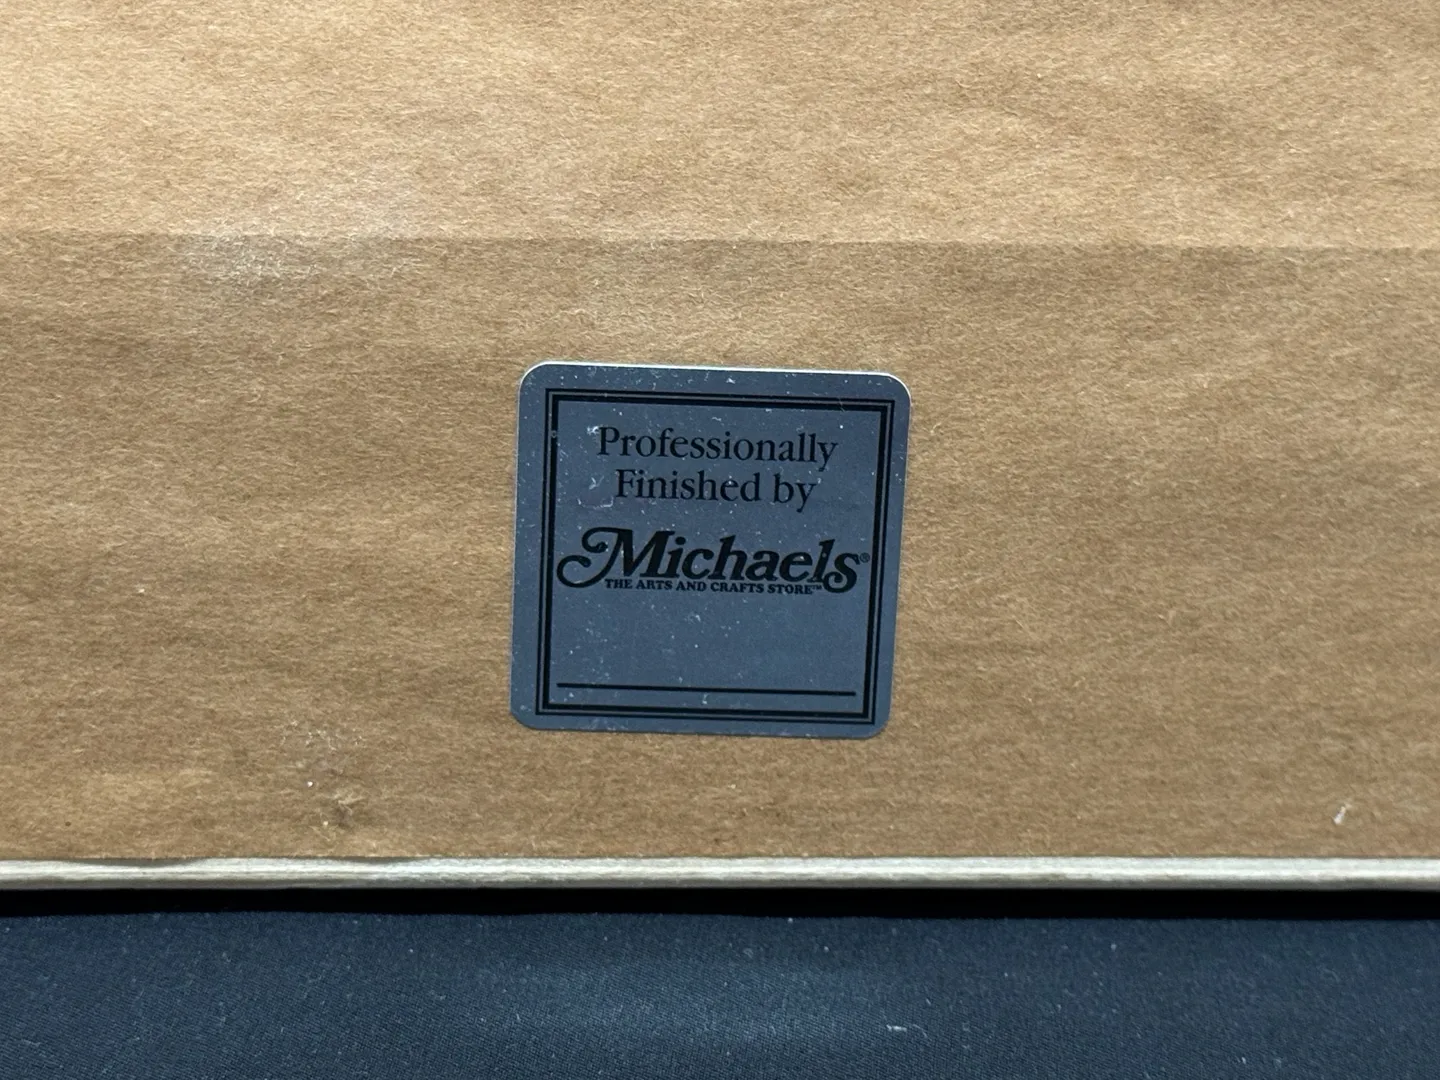 Professionally
Finished by
Michaels®
THE ARTS AND CRAFTS STORE™